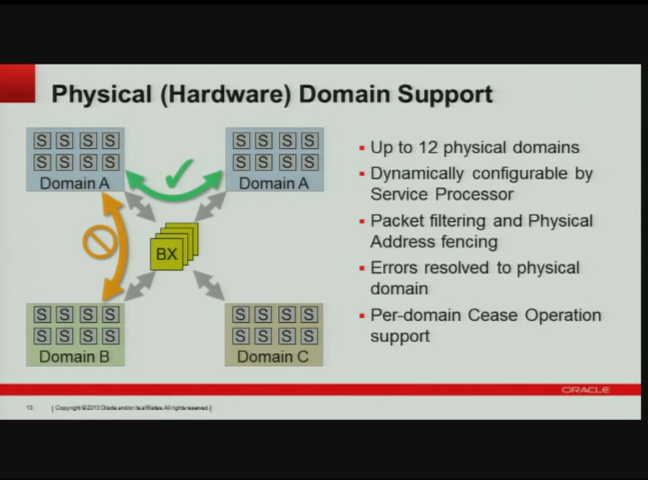 Physical (Hardware) Domain Support
S S S S
S S S S
Domain A
S S S S
S S S S
Domain A
BX
S S S S
S S S S
Domain B
S S S S
S S S S
Domain C
▪ Up to 12 physical domains
▪ Dynamically configurable by
Service Processor
▪ Packet filtering and Physical
Address fencing
▪ Errors resolved to physical
domain
▪ Per-domain Cease Operation
support
ORACLE
13 | Copyright © 2013 Oracle and/or its affiliates. All rights reserved. |